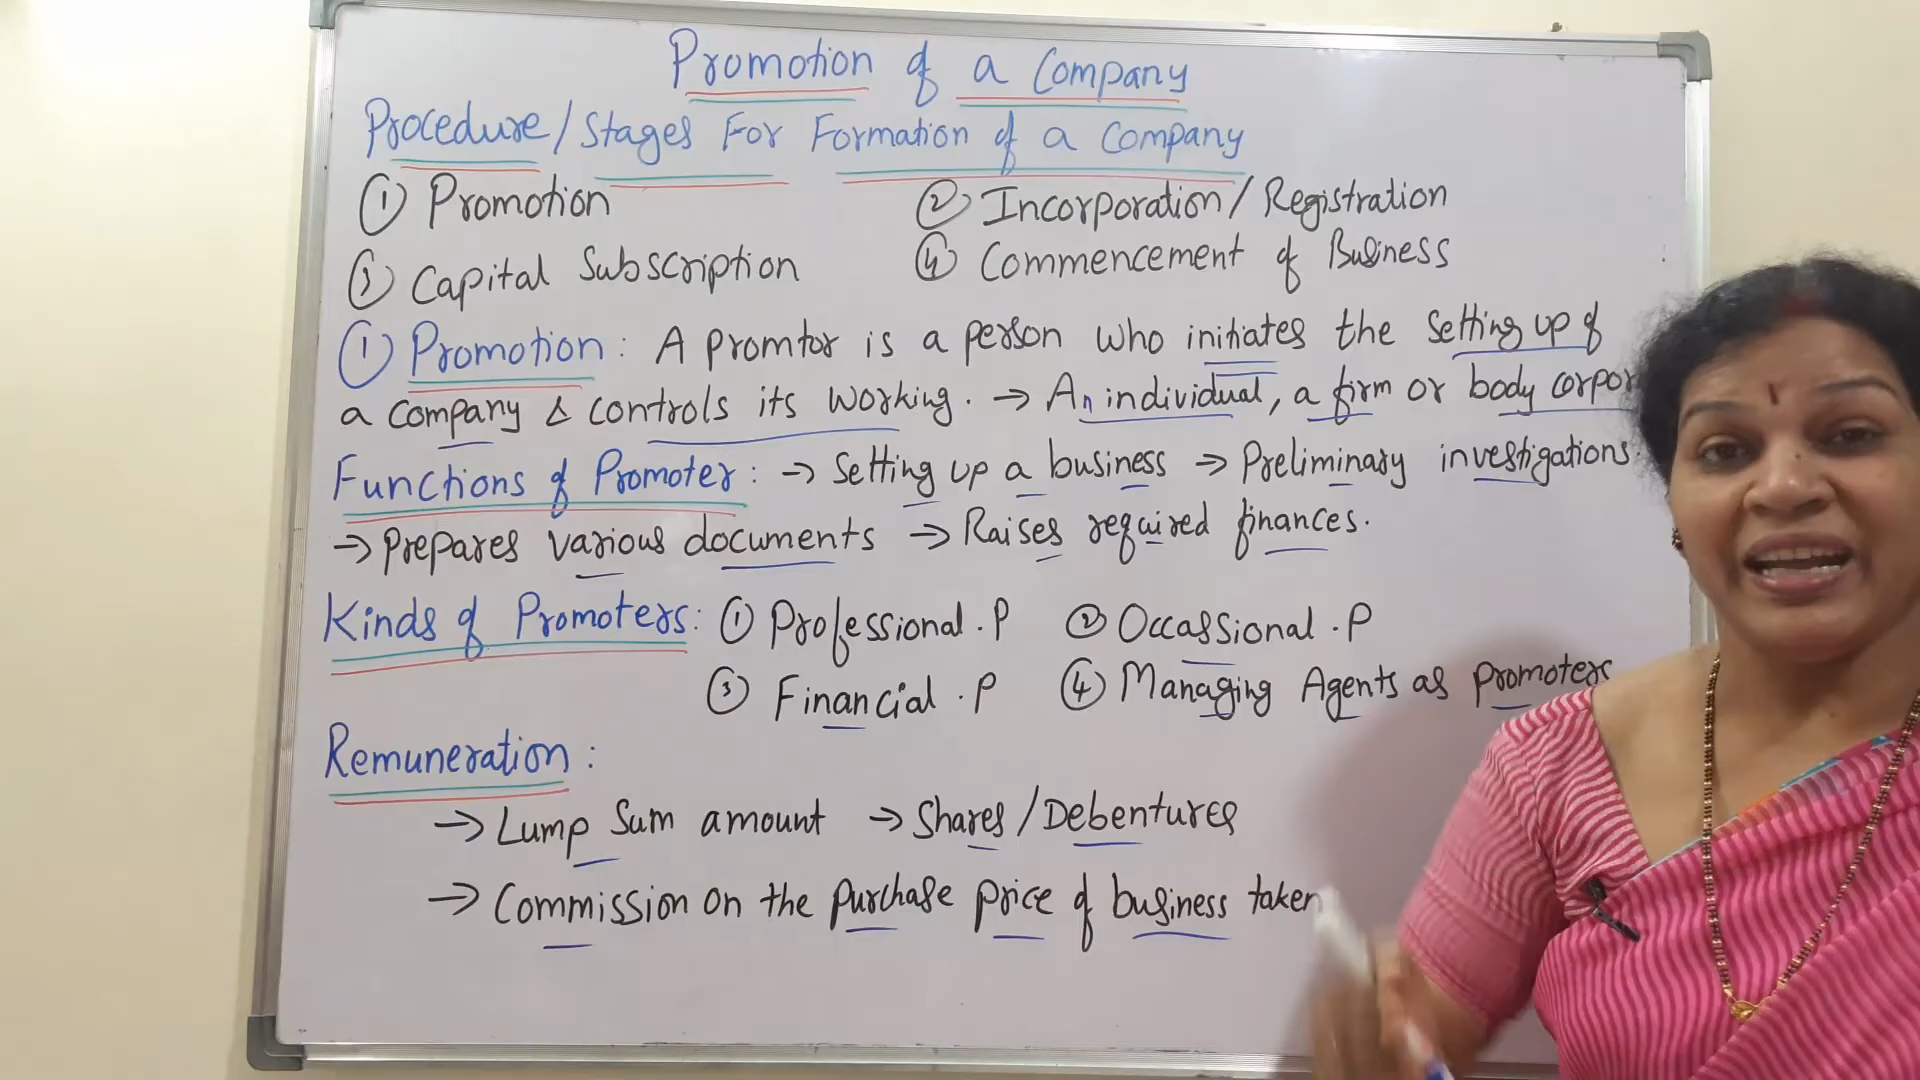 Promotion of a Company
Procedure/Stages For Formation of a Company
① Promotion ② Incorporation/Registration
③ Capital Subscription ④ Commencement of Business
① Promotion: A promtor is a person who initiates the Setting up of
a company & controls its working. → An individual, a firm or body corpor
Functions of Promoter: → Setting up a business → Preliminary investigations.
→ Prepares various documents → Raises required finances.
Kinds of Promoters: ① Professional.P ② Occassional.P
③ Financial.P ④ Managing Agents as promoters
Remuneration:
→ Lump Sum amount → Shares/Debentures
→ Commission on the purchase price of business taken